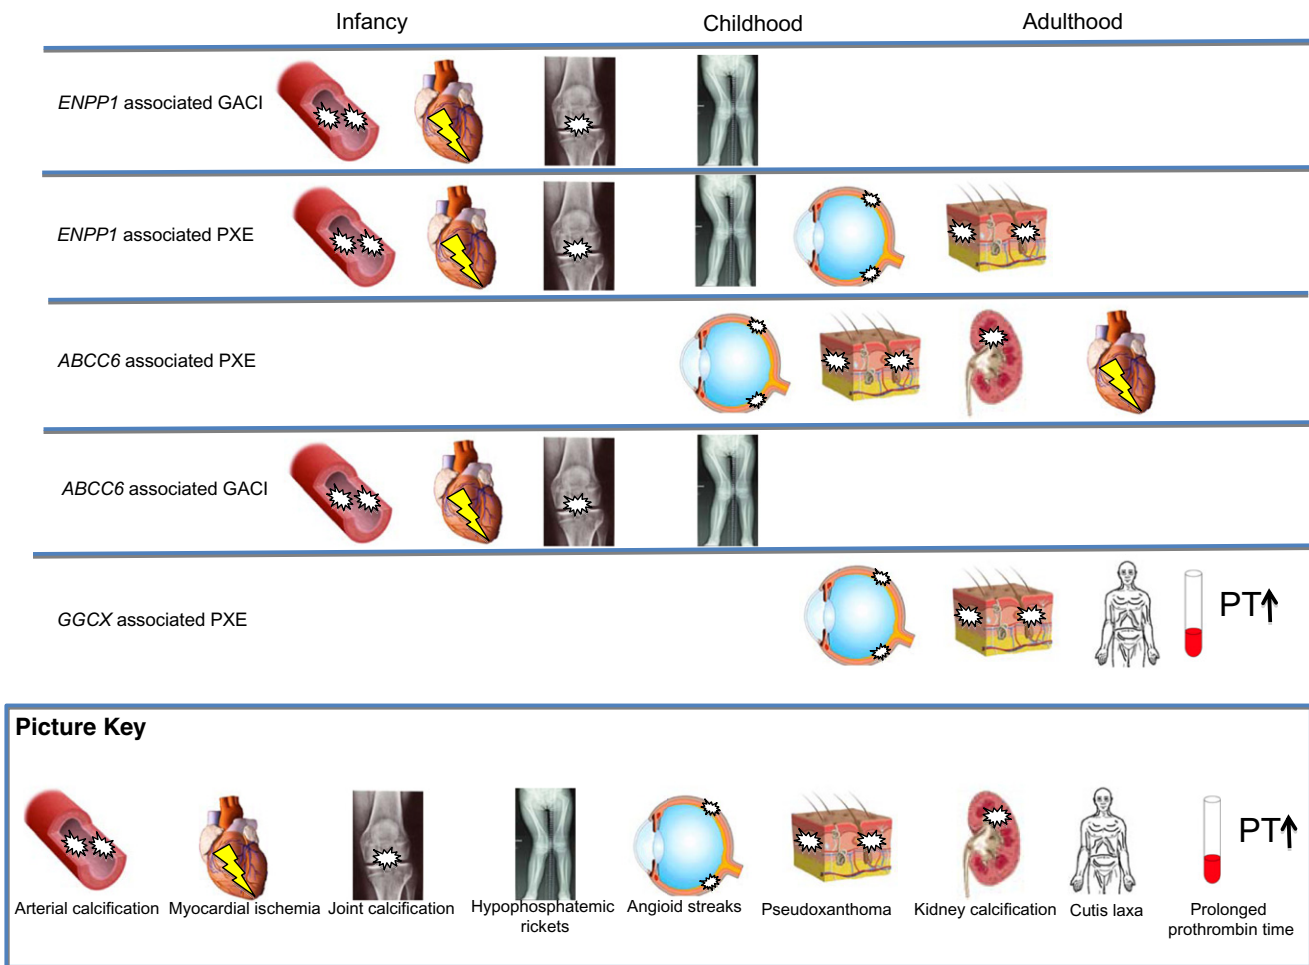 Infancy Childhood Adulthood
ENPP1 associated GACI
ENPP1 associated PXE
ABCC6 associated PXE
ABCC6 associated GACI
GGCX associated PXE
PT↑
Picture Key
PT↑
Arterial calcification Myocardial ischemia Joint calcification Hypophosphatemic rickets Angioid streaks Pseudoxanthoma Kidney calcification Cutis laxa Prolonged prothrombin time